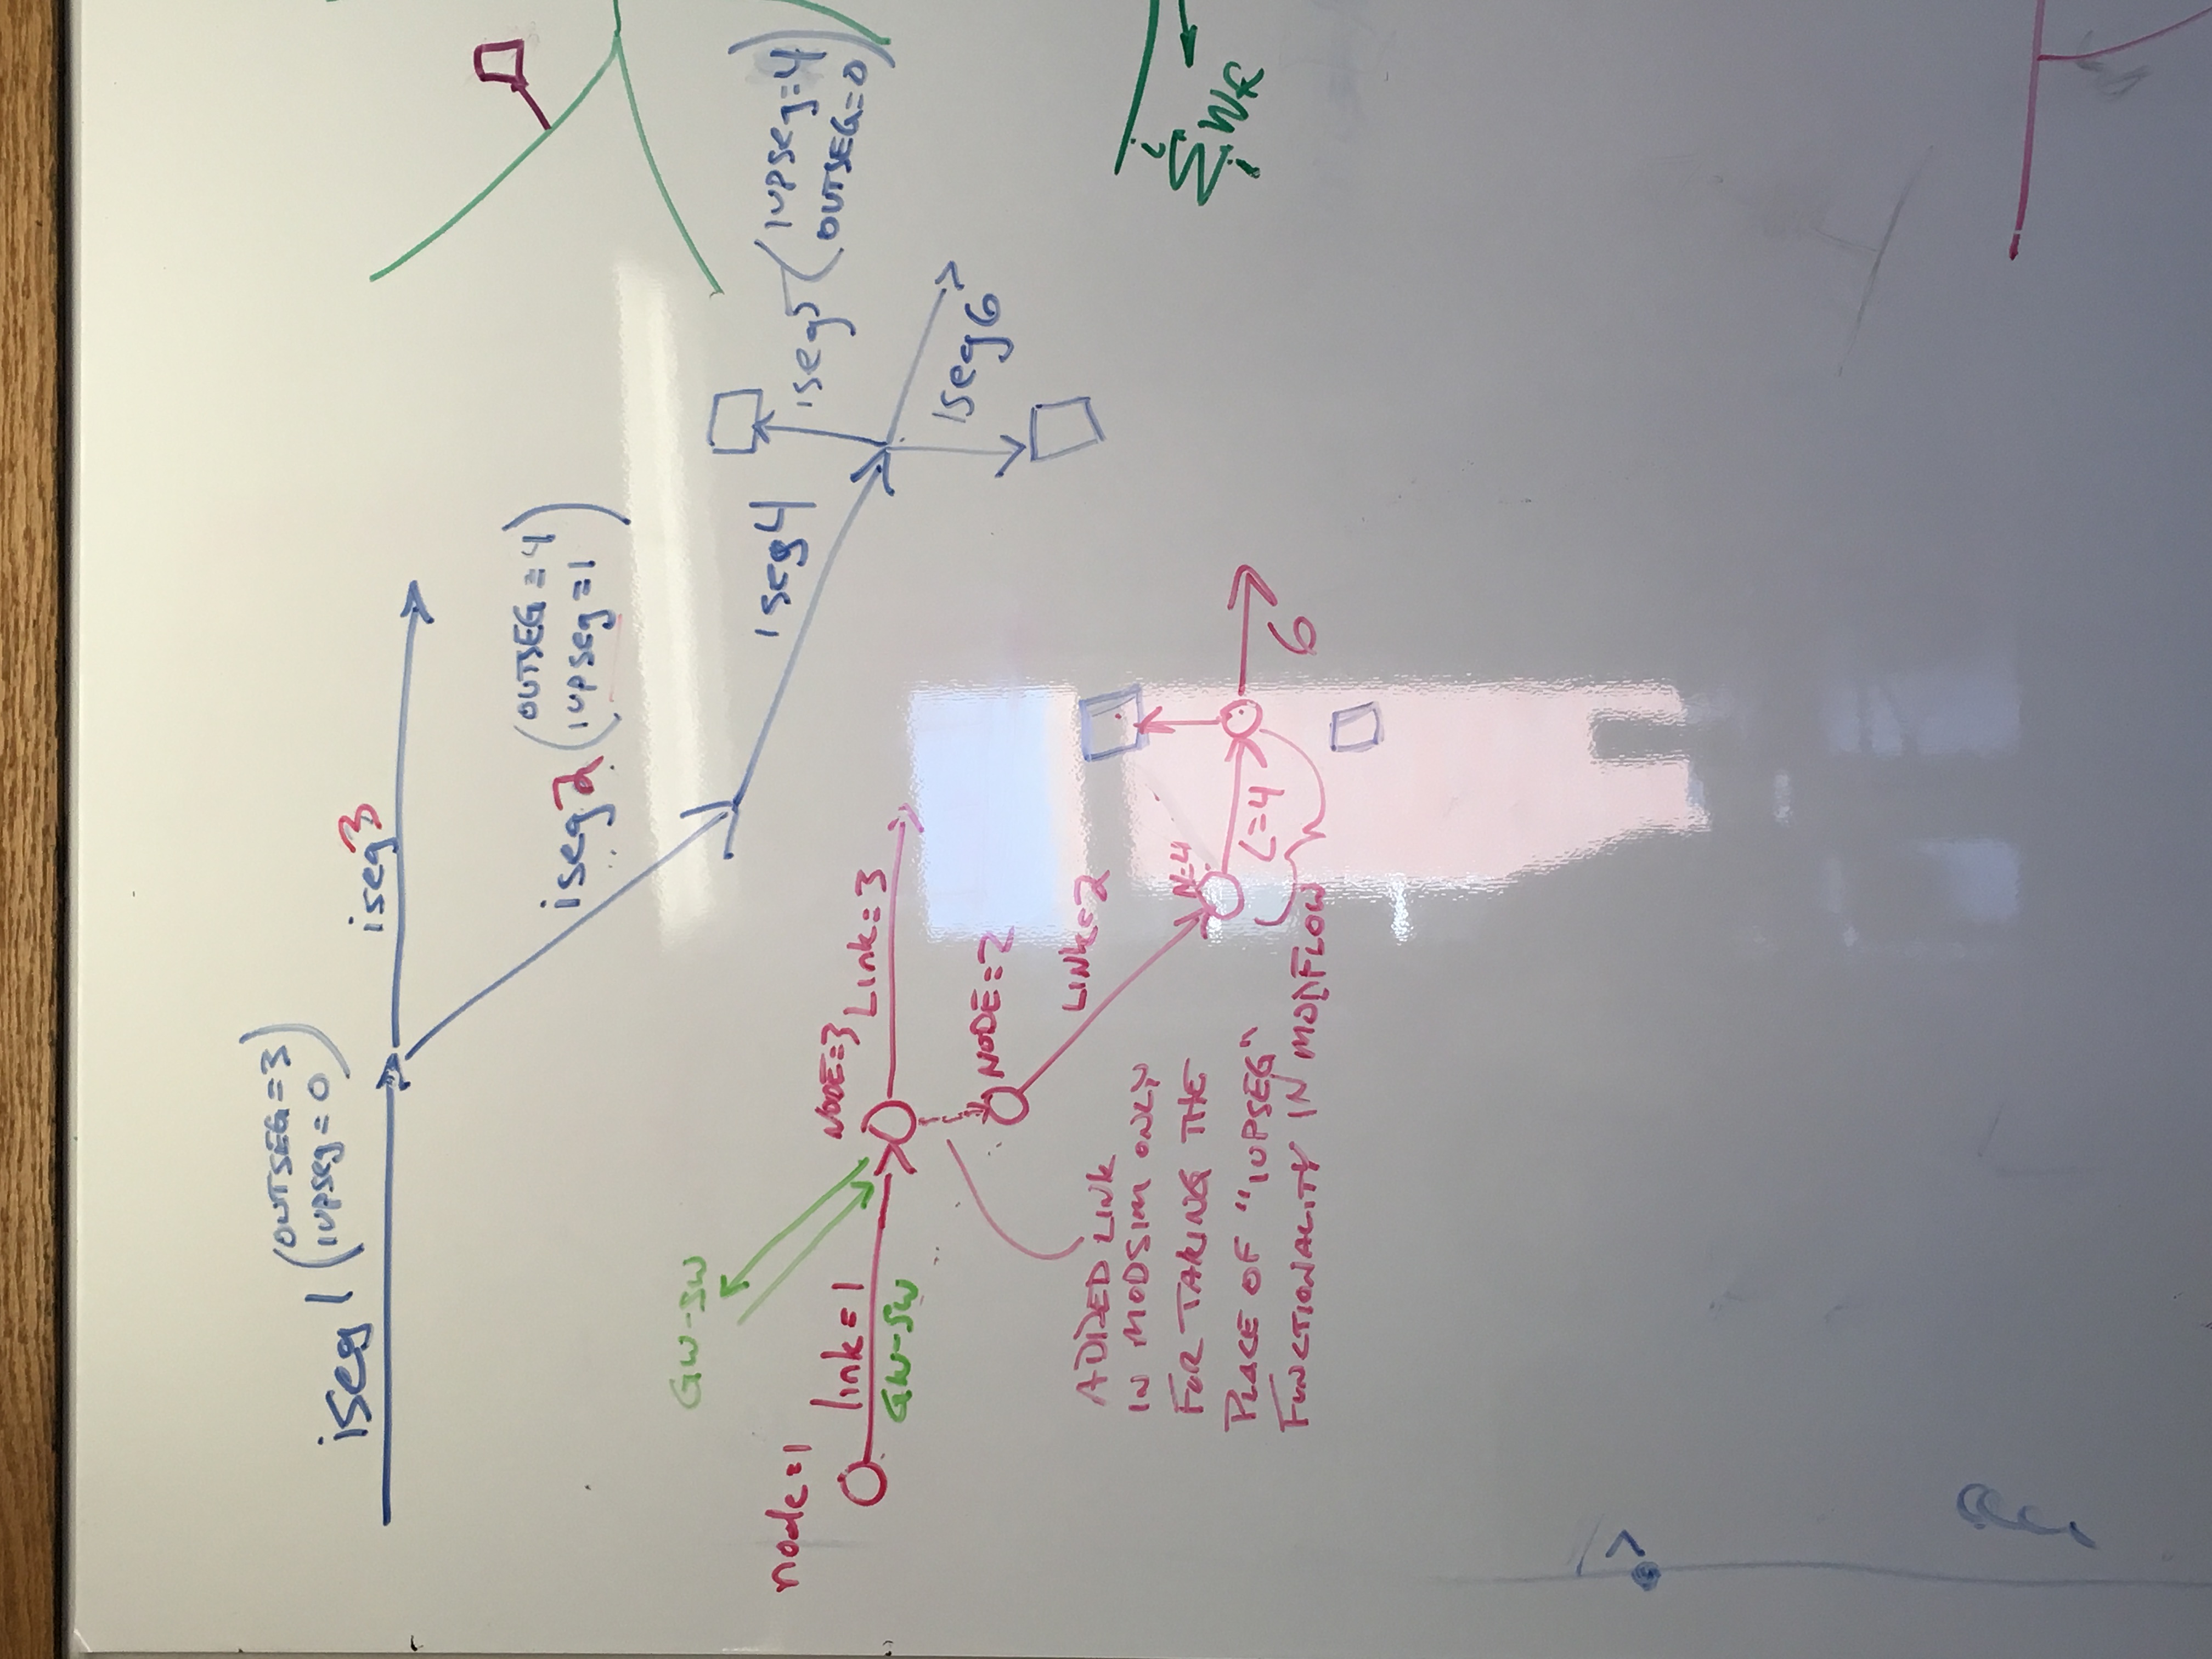 iseg 1 (OUTSEG = 3
iupseg = 0)
iseg 3
iseg 2 (OUTSEG = 4
iupseg = 1)
GW-SW
iseg 4
iseg 5 (iupseg = 4
OUTSEG = 0)
node = 1
link = 1
GW-SW
NODE = 3
Link = 3
iseg 6
NODE = 2
LINK = 2
ADDED LINK
IN MODSIM ONLY
FOR TAKING THE
PLACE OF "IUPSEG"
FUNCTIONALITY IN MODFLOW
N=4
L=4
6
i
Σ
i